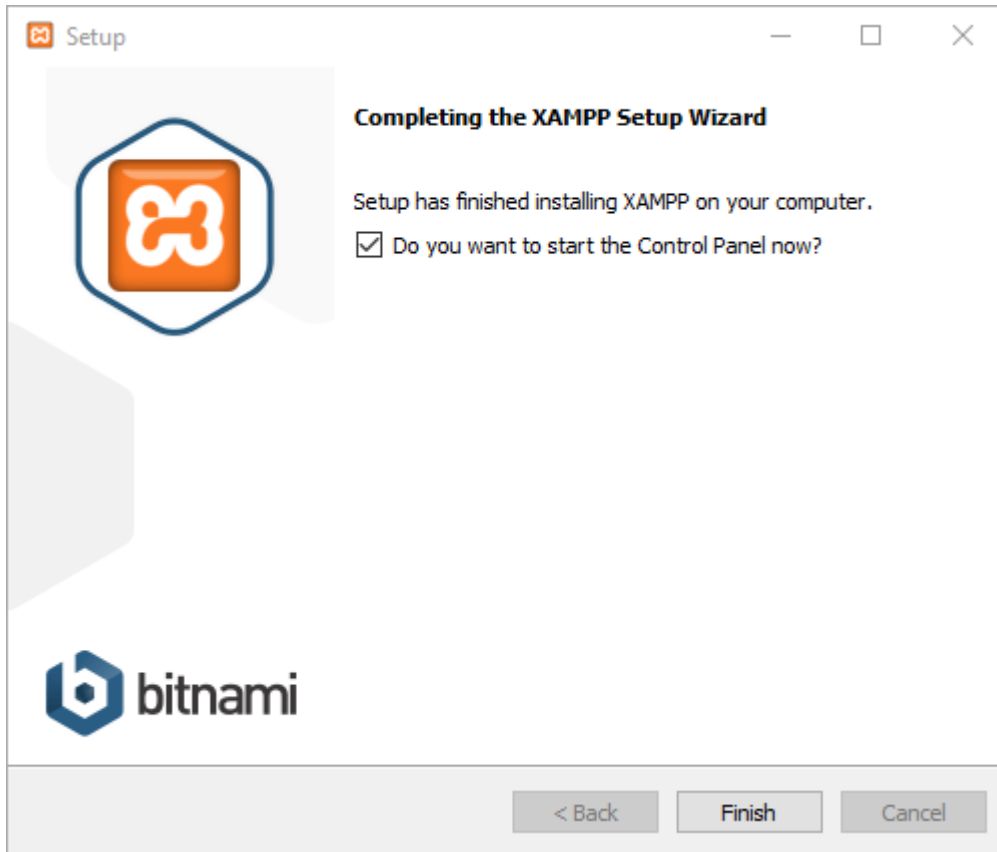 Setup
Completing the XAMPP Setup Wizard
Setup has finished installing XAMPP on your computer.
Do you want to start the Control Panel now?
bitnami
< Back
Finish
Cancel